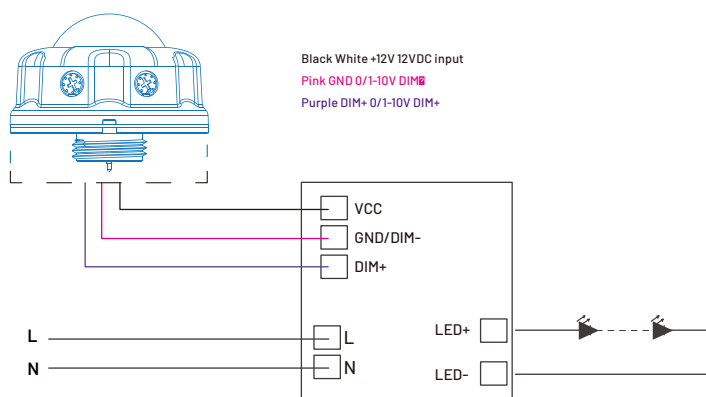 Black White +12V 12VDC input
Pink GND 0/1-10V DIM
Purple DIM+ 0/1-10V DIM+
VCC
GND/DIM-
DIM+
L
L
N
N
LED+
LED-